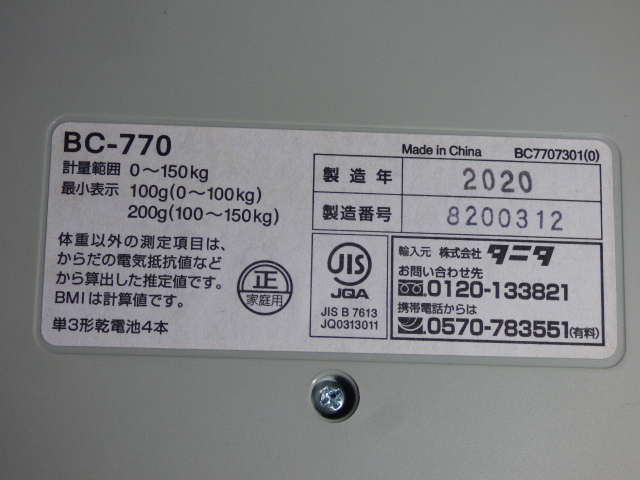 BC-770
計量範囲 0～150kg
最小表示 100g(0～100kg)
200g(100～150kg)
体重以外の測定項目は、
からだの電気抵抗値など
から算出した推定値です。
BMIは計算値です。
単3形乾電池4本
正
家庭用
Made in China BC7707301(0)
製造年 2020
製造番号 8200312
JIS
JQA
JIS B 7613
JQ0313011
輸入元 株式会社 タニタ
お問い合わせ先
0120-133821
携帯電話からは
0570-783551(有料)